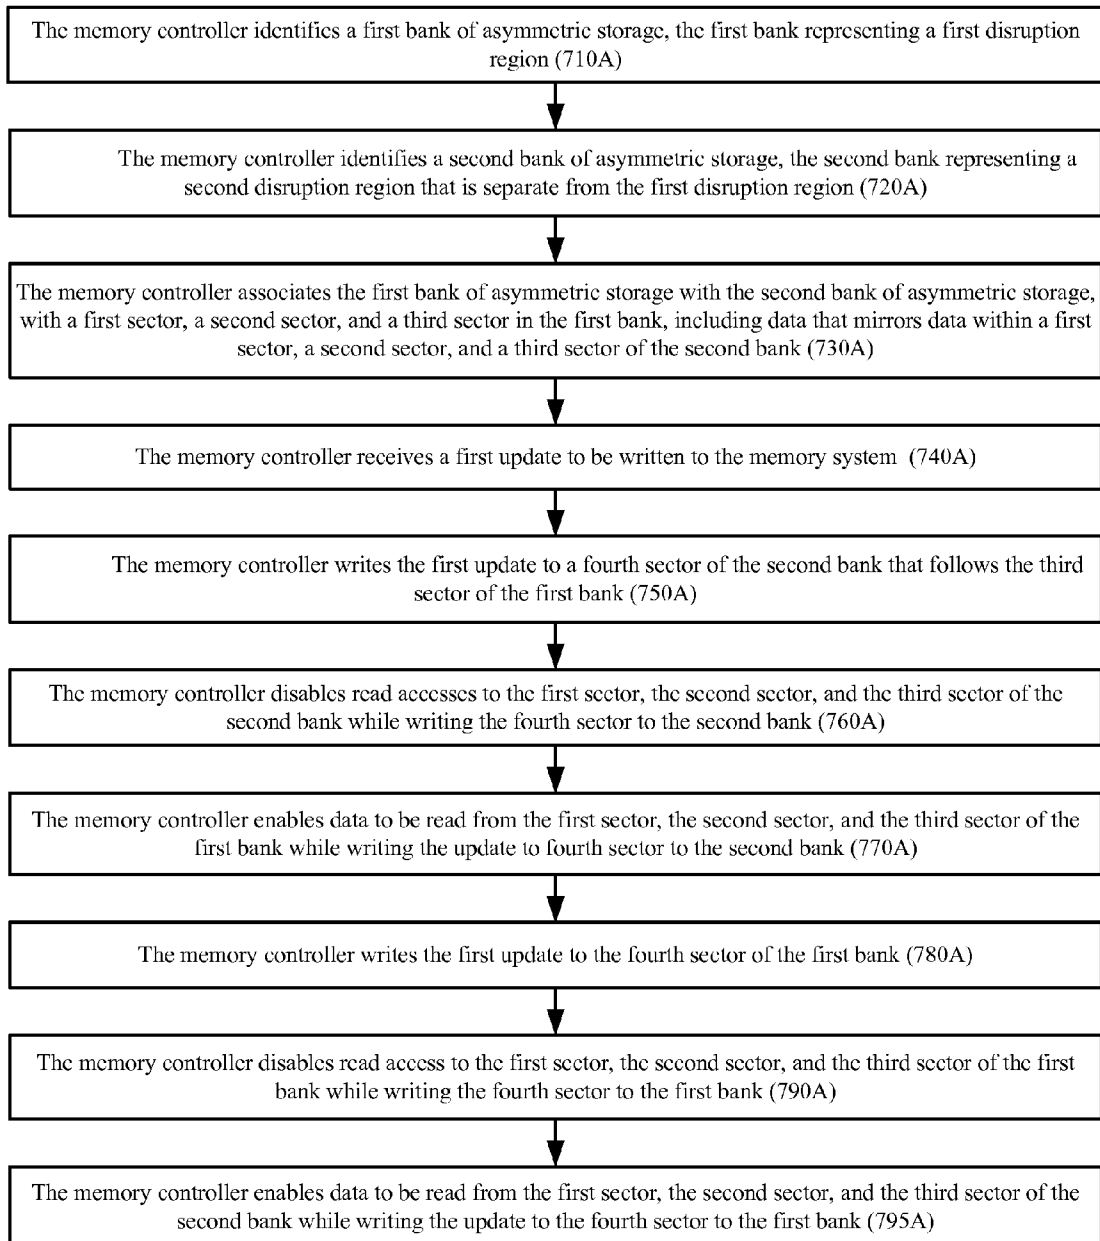 The memory controller identifies a first bank of asymmetric storage, the first bank representing a first disruption
region (710A)
The memory controller identifies a second bank of asymmetric storage, the second bank representing a
second disruption region that is separate from the first disruption region (720A)
The memory controller associates the first bank of asymmetric storage with the second bank of asymmetric storage,
with a first sector, a second sector, and a third sector in the first bank, including data that mirrors data within a first
sector, a second sector, and a third sector of the second bank (730A)
The memory controller receives a first update to be written to the memory system (740A)
The memory controller writes the first update to a fourth sector of the second bank that follows the third
sector of the first bank (750A)
The memory controller disables read accesses to the first sector, the second sector, and the third sector of the
second bank while writing the fourth sector to the second bank (760A)
The memory controller enables data to be read from the first sector, the second sector, and the third sector of the
first bank while writing the update to fourth sector to the second bank (770A)
The memory controller writes the first update to the fourth sector of the first bank (780A)
The memory controller disables read access to the first sector, the second sector, and the third sector of the first
bank while writing the fourth sector to the first bank (790A)
The memory controller enables data to be read from the first sector, the second sector, and the third sector of the
second bank while writing the update to the fourth sector to the first bank (795A)